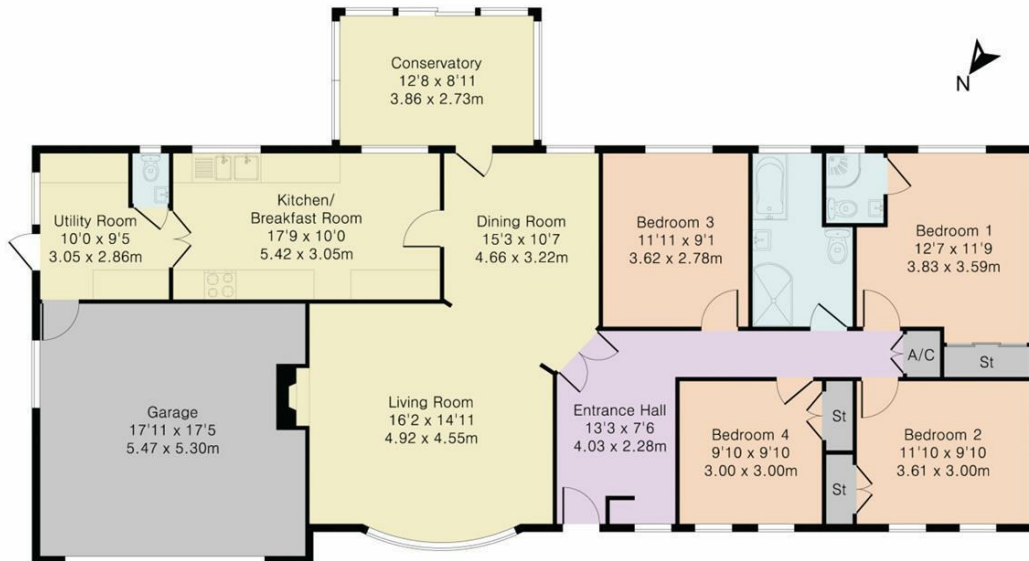 Conservatory
12'8 x 8'11
3.86 x 2.73m
N
Utility Room
10'0 x 9'5
3.05 x 2.86m
Kitchen/
Breakfast Room
17'9 x 10'0
5.42 x 3.05m
Dining Room
15'3 x 10'7
4.66 x 3.22m
Bedroom 3
11'11 x 9'1
3.62 x 2.78m
Bedroom 1
12'7 x 11'9
3.83 x 3.59m
A/C
St
Garage
17'11 x 17'5
5.47 x 5.30m
Living Room
16'2 x 14'11
4.92 x 4.55m
Entrance Hall
13'3 x 7'6
4.03 x 2.28m
Bedroom 4
9'10 x 9'10
3.00 x 3.00m
St
St
Bedroom 2
11'10 x 9'10
3.61 x 3.00m